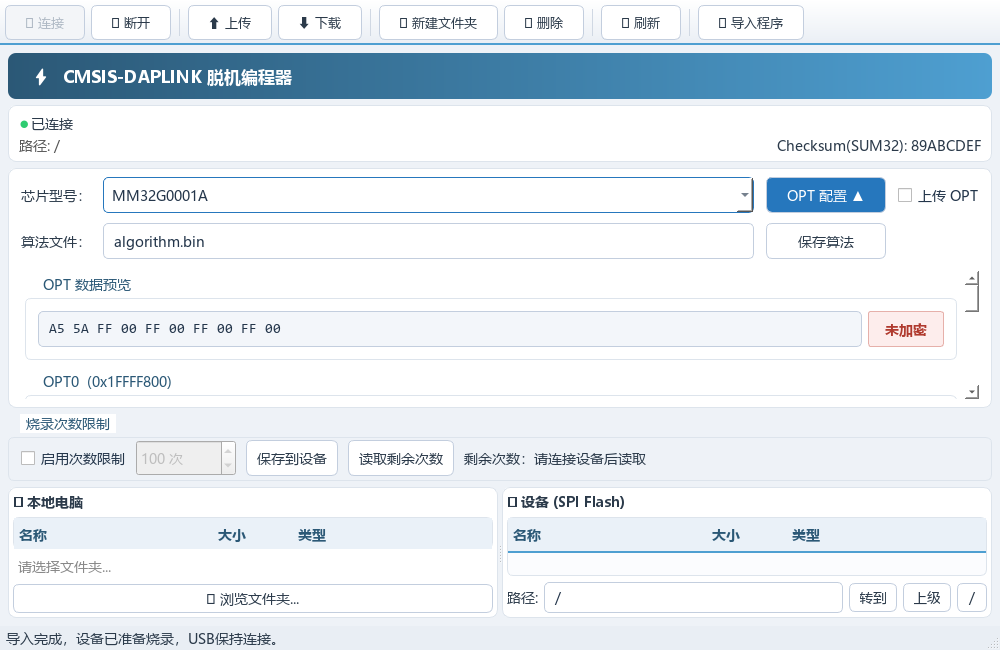 连接 断开 上传 下载 新建文件夹 删除 刷新 导入程序
CMSIS-DAPLINK 脱机编程器
已连接
路径: / Checksum(SUM32): 89ABCDEF
芯片型号： MM32G0001A OPT 配置 ▲ 上传 OPT
算法文件： algorithm.bin 保存算法
OPT 数据预览
A5 5A FF 00 FF 00 FF 00 FF 00 未加密
OPT0（0x1FFFF800）
烧录次数限制
启用次数限制 100 次 保存到设备 读取剩余次数 剩余次数：请连接设备后读取
本地电脑
名称 大小 类型
请选择文件夹...
浏览文件夹...
设备 (SPI Flash)
名称 大小 类型
路径: / 转到 上级 /
导入完成，设备已准备烧录，USB保持连接。